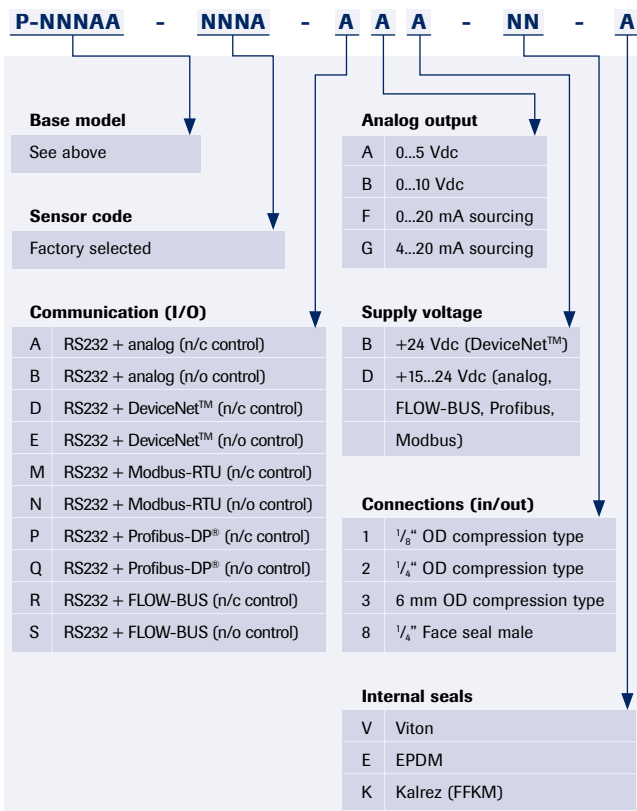 P-NNNAA - NNNA - A A A - NN - A
Base model
See above
Sensor code
Factory selected
Communication (I/O)
A RS232 + analog (n/c control)
B RS232 + analog (n/o control)
D RS232 + DeviceNet™ (n/c control)
E RS232 + DeviceNet™ (n/o control)
M RS232 + Modbus-RTU (n/c control)
N RS232 + Modbus-RTU (n/o control)
P RS232 + Profibus-DP® (n/c control)
Q RS232 + Profibus-DP® (n/o control)
R RS232 + FLOW-BUS (n/c control)
S RS232 + FLOW-BUS (n/o control)
Analog output
A 0...5 Vdc
B 0...10 Vdc
F 0...20 mA sourcing
G 4...20 mA sourcing
Supply voltage
B +24 Vdc (DeviceNet™)
D +15...24 Vdc (analog,
FLOW-BUS, Profibus,
Modbus)
Connections (in/out)
1 1/8“ OD compression type
2 1/4“ OD compression type
3 6 mm OD compression type
8 1/4” Face seal male
Internal seals
V Viton
E EPDM
K Kalrez (FFKM)